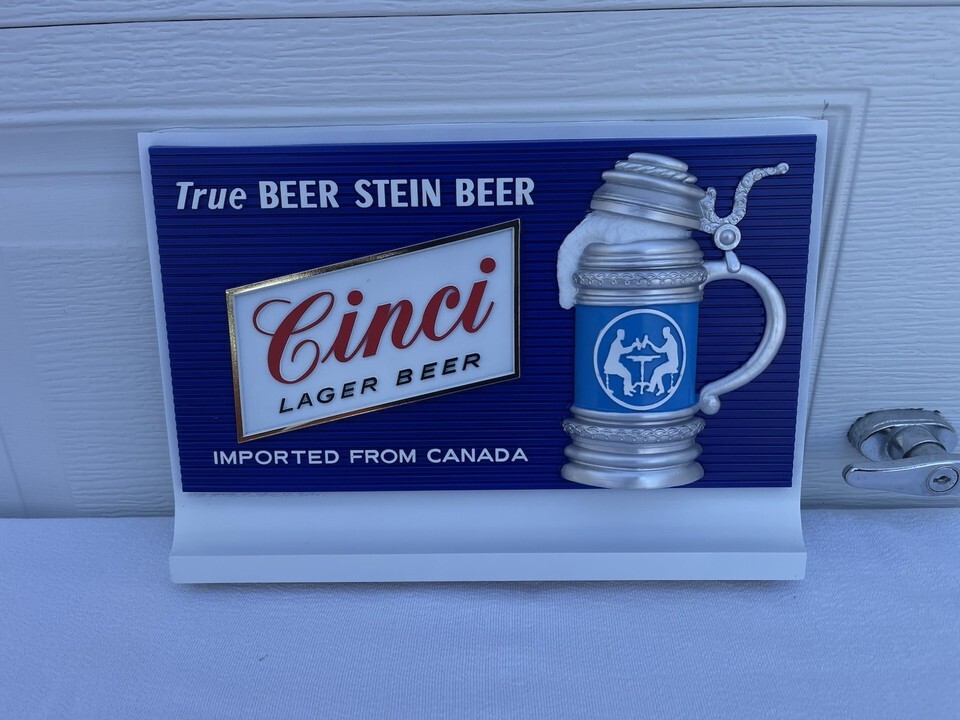 True BEER STEIN BEER
Cinci
LAGER BEER
IMPORTED FROM CANADA